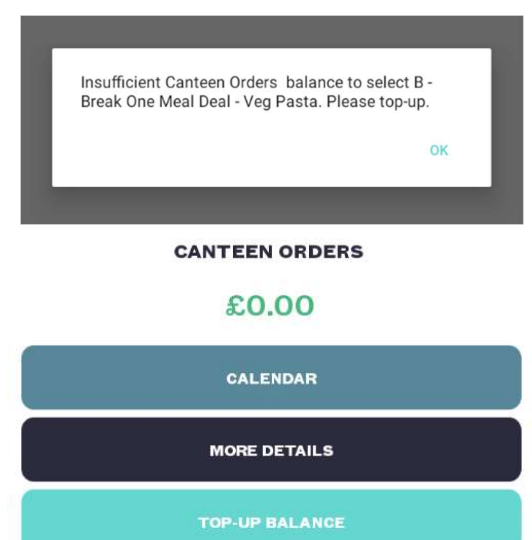 Insufficient Canteen Orders balance to select B -
Break One Meal Deal - Veg Pasta. Please top-up.
OK
CANTEEN ORDERS
£0.00
CALENDAR
MORE DETAILS
TOP-UP BALANCE